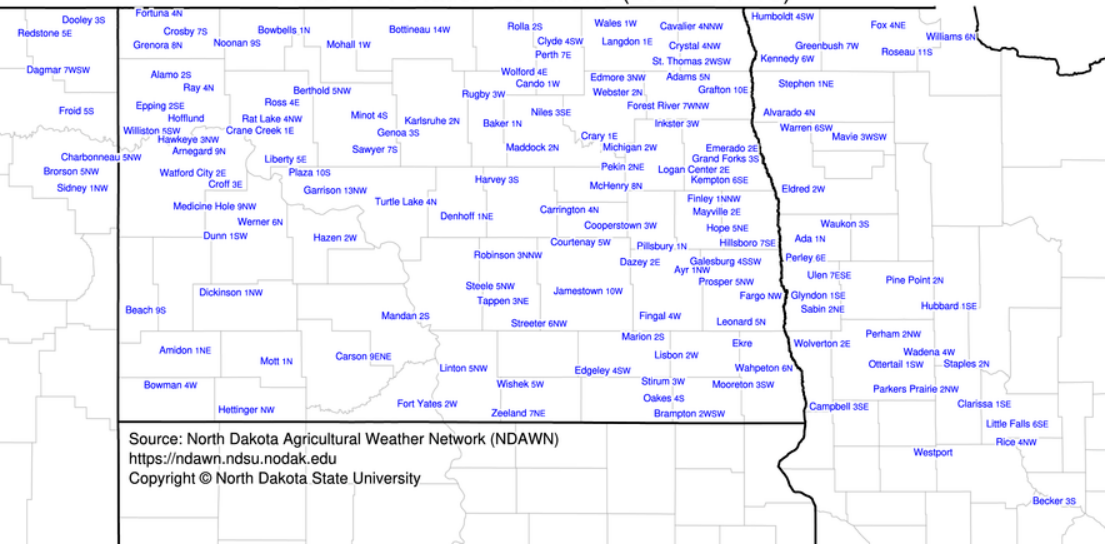 Dooley 3S
Fortuna 4N
Humboldt 4SW
Redstone 5E
Crosby 7S
Bowbells 1N
Bottineau 14W
Rolla 2S
Wales 1W
Cavalier 4NNW
Fox 4NE
Williams 6N
Grenora 8N
Noonan 9S
Mohall 1W
Clyde 4SW
Langdon 1E
Crystal 4NW
Greenbush 7W
Roseau 11S
Perth 7E
St. Thomas 2WSW
Kennedy 6W
Dagmar 7WSW
Alamo 2S
Wolford 4E
Edmore 3NW
Adams 5N
Stephen 1NE
Ray 4N
Berthold 5NW
Rugby 3W
Cando 1W
Webster 2N
Grafton 10E
Froid 5S
Epping 2SE
Ross 4E
Forest River 7WNW
Hofflund
Rat Lake 4NW
Minot 4S
Karlsruhe 2N
Niles 3SE
Alvarado 4N
Williston 5SW
Crane Creek 1E
Genoa 3S
Baker 1N
Inkster 3W
Warren 6SW
Hawkeye 3NW
Crary 1E
Mavie 3WSW
Charbonneau 5NW
Arnegard 9N
Liberty 5E
Sawyer 7S
Maddock 2N
Michigan 2W
Emerado 2E
Grand Forks 3S
Bronson 5NW
Watford City 2E
Plaza 10S
Pekin 2NE
Logan Center 2E
Sidney 1NW
Croff 3E
Garrison 13NW
Harvey 3S
McHenry 8N
Kempton 6SE
Eldred 2W
Medicine Hole 9NW
Turtle Lake 4N
Carrington 4N
Finley 1NNW
Mayville 2E
Werner 6N
Denhoff 1NE
Cooperstown 3W
Hope 5NE
Waukon 3S
Dunn 1SW
Hazen 2W
Courtenay 5W
Pillsbury 1N
Hillsboro 7SE
Ada 1N
Robinson 3NNW
Dazey 2E
Galesburg 4SSW
Perley 6E
Ayr 1NW
Ulen 7ESE
Dickinson 1NW
Steele 5NW
Jamestown 10W
Prosper 5NW
Pine Point 2N
Tappen 3NE
Fargo NW
Glyndon 1SE
Beach 9S
Mandan 2S
Streeter 6NW
Fingal 4W
Leonard 5N
Sabin 2NE
Hubbard 1SE
Marion 2S
Ekre
Wolverton 2E
Perham 2NW
Amidon 1NE
Mott 1N
Carson 9ENE
Lisbon 2W
Wadena 4W
Linton 5NW
Edgeley 4SW
Wahpeton 6N
Ottertail 1SW
Staples 2N
Bowman 4W
Wishek 5W
Stirum 3W
Mooreton 3SW
Parkers Prairie 2NW
Hettinger NW
Fort Yates 2W
Zeeland 7NE
Oakes 4S
Brampton 2WSW
Campbell 3SE
Clarissa 1SE
Little Falls 6SE
Rice 4NW
Westport
Becker 3S
Source: North Dakota Agricultural Weather Network (NDAWN)
https://ndawn.ndsu.nodak.edu
Copyright © North Dakota State University